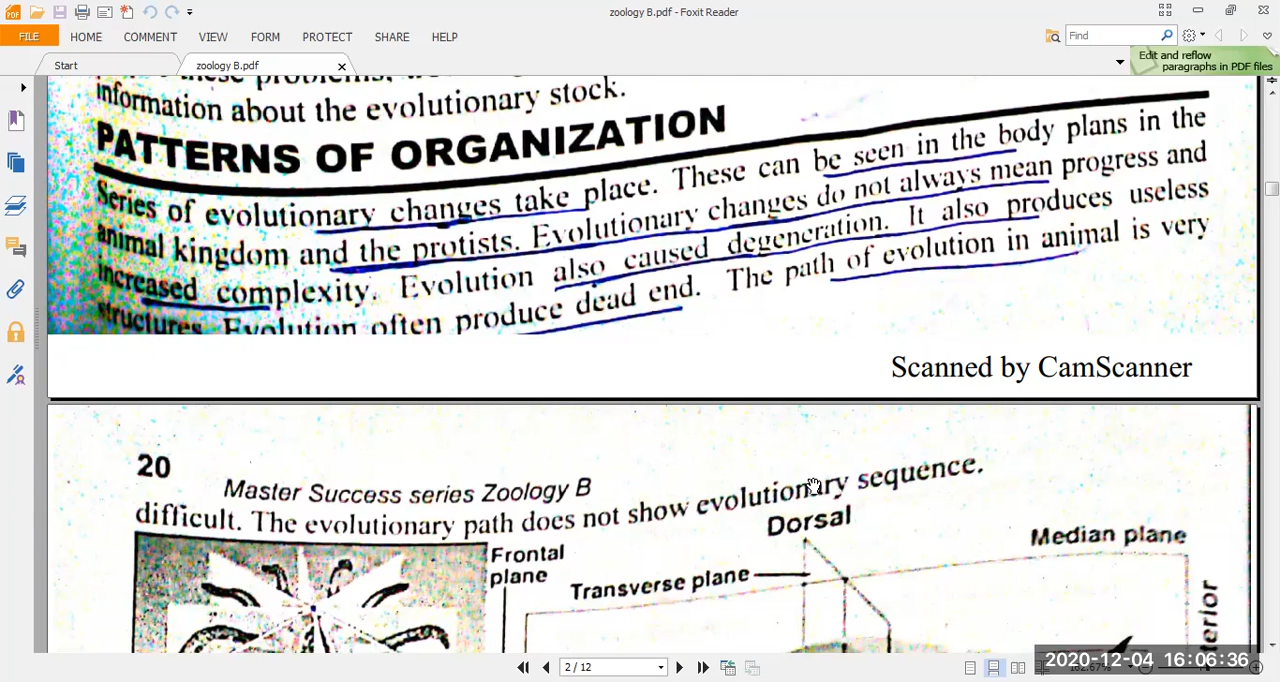 zoology B.pdf - Foxit Reader
FILE HOME COMMENT VIEW FORM PROTECT SHARE HELP
Find
Start
zoology B.pdf
Edit and reflow
paragraphs in PDF files
these problems,
information about the evolutionary stock.
PATTERNS OF ORGANIZATION
Series of evolutionary changes take place. These can be seen in the body plans in the
animal kingdom and the protists. Evolutionary changes do not always mean progress and
increased complexity. Evolution also caused degeneration. It also produces useless
structures. Evolution often produce dead end. The path of evolution in animal is very
Scanned by CamScanner
20
Master Success series Zoology B
difficult. The evolutionary path does not show evolutionary sequence.
Frontal
plane
Transverse plane
Dorsal
Median plane
2 / 12
2020-12-04 16:06:36